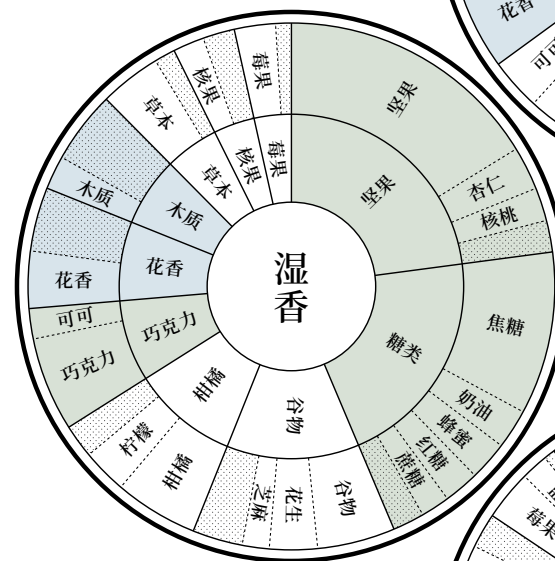 湿
香
坚果
糖类
谷物
柑橘
巧克力
花香
木质
草本
核果
莓果
坚果
杏仁
核桃
焦糖
奶油
蜂蜜
红糖
蔗糖
谷物
花生
芝麻
柑橘
柠檬
巧克力
可可
花香
木质
草本
核果
莓果
花香
莓果